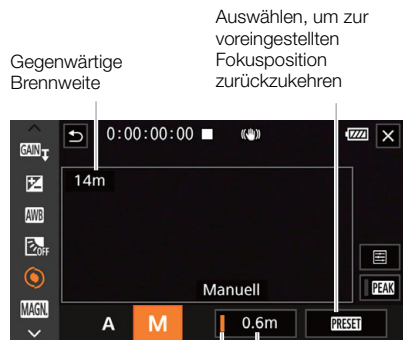 Auswählen, um zur
voreingestellten
Fokusposition
zurückzukehren
Gegenwärtige
Brennweite
0:00:00:00
GAIN
14m
AWB
OFF
Manuell
PEAK
MAGN.
A M 0.6m PRESET